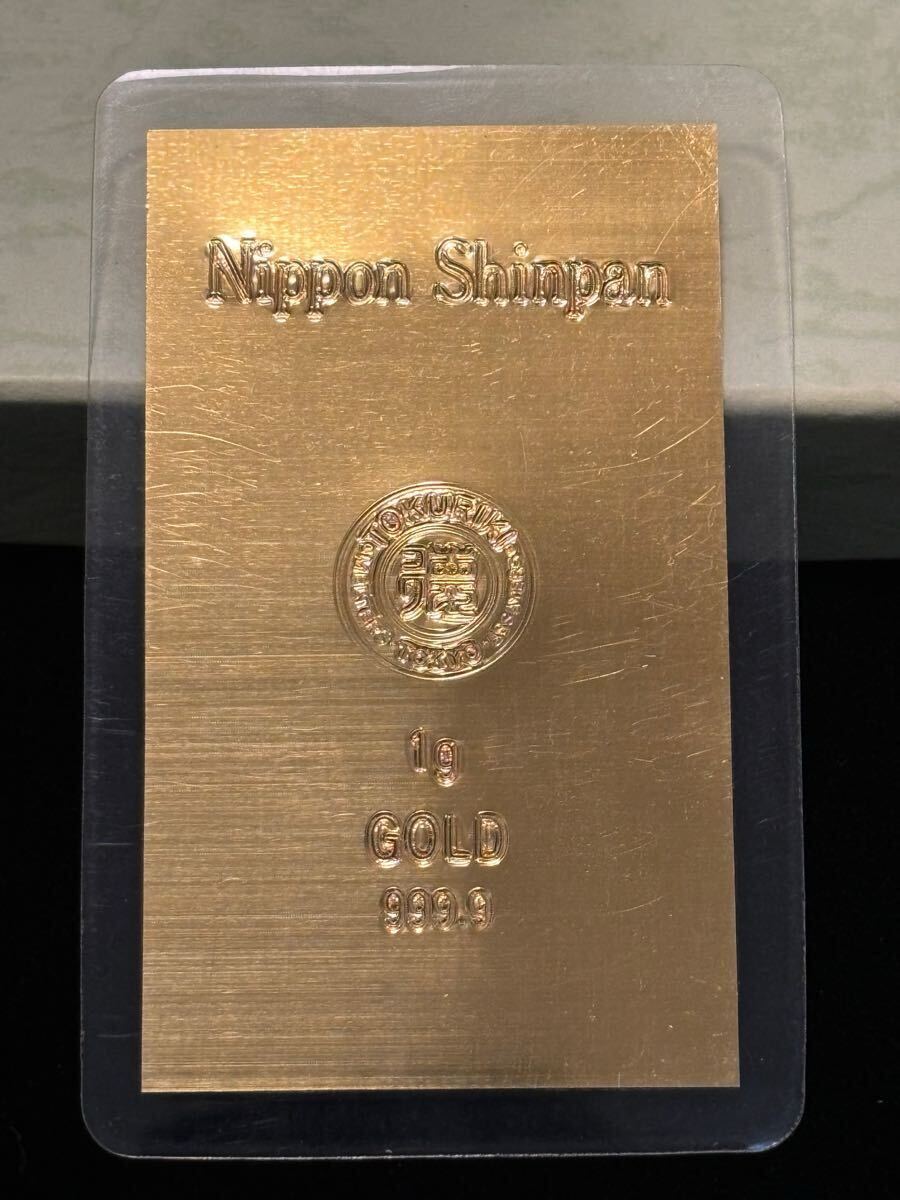 Nippon Shinpan
TOKURIKI
TOKYO
1g
GOLD
999.9